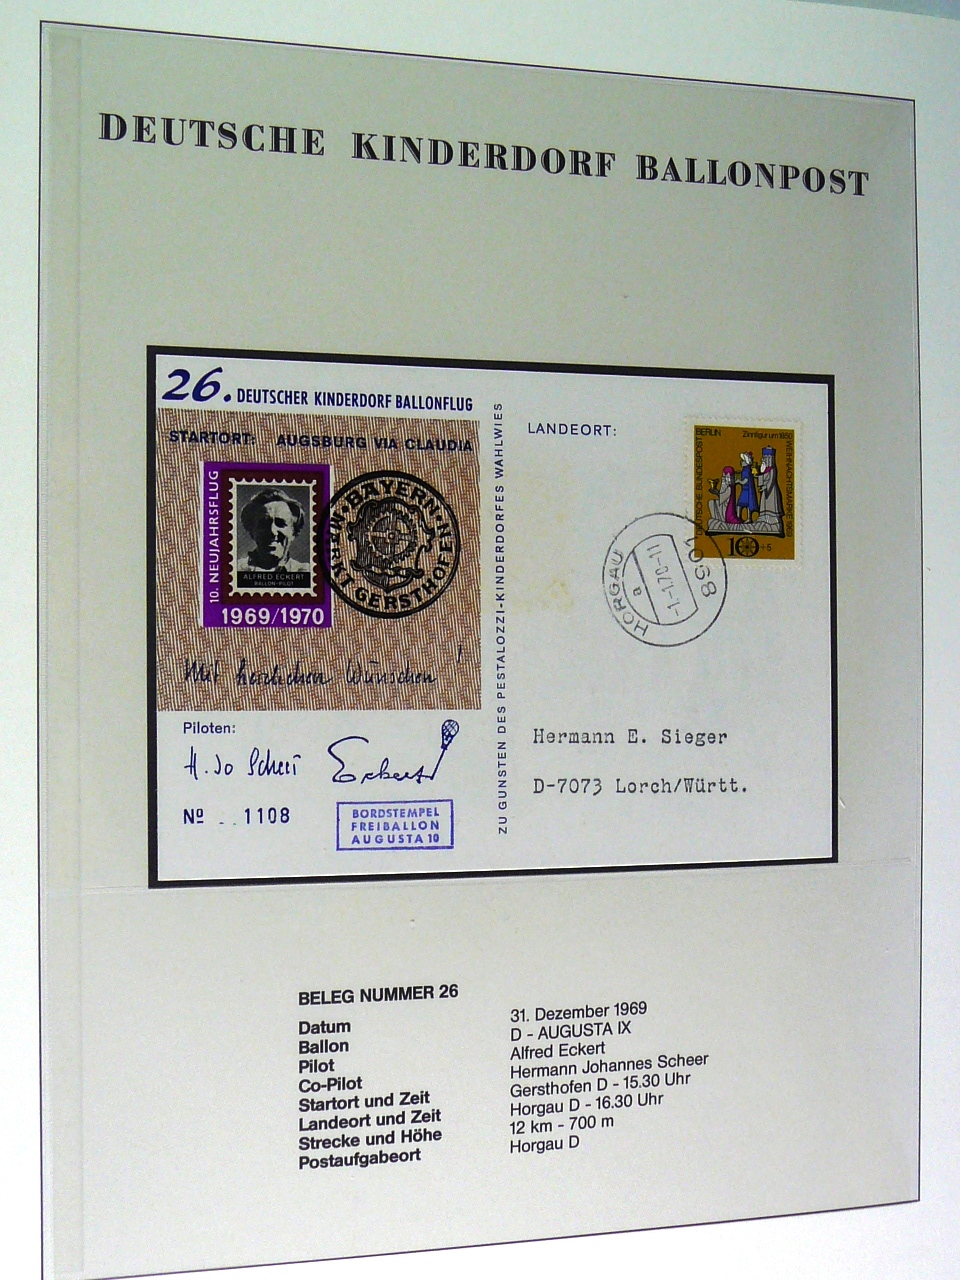 DEUTSCHE KINDERDORF BALLONPOST
26. DEUTSCHER KINDERDORF BALLONFLUG
STARTORT: AUGSBURG VIA CLAUDIA
10. NEUJAHRSFLUG
ALFRED ECKERT
BALLON-PILOT
1969/1970
BAYERN
MARKT GERSTHOFEN
Mit herzlichen Wünschen!
Piloten:
H. Jo Scheer
Eckert
Nº 1108
BORDSTEMPEL
FREIBALLON
AUGUSTA 10
ZUGUNSTEN DES PESTALOZZI-KINDERDORFES WAHLWIES
LANDEORT:
DEUTSCHE BUNDESPOST BERLIN
Zinnfigur um 1850
WEIHNACHTSMARKE 1969
10+5
8901 HORGAU
-1.-1.70-11
a
Hermann E. Sieger
D-7073 Lorch/Württ.
BELEG NUMMER 26
Datum 31. Dezember 1969
Ballon D - AUGUSTA IX
Pilot Alfred Eckert
Co-Pilot Hermann Johannes Scheer
Startort und Zeit Gersthofen D - 15.30 Uhr
Landeort und Zeit Horgau D - 16.30 Uhr
Strecke und Höhe 12 km - 700 m
Postaufgabeort Horgau D